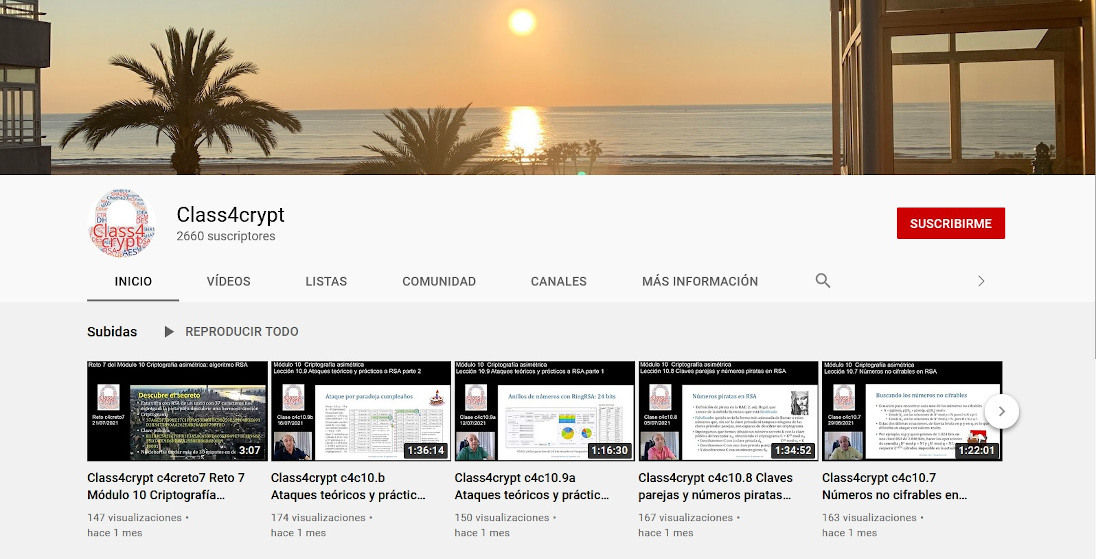 Class4
crypt
Class4crypt
2660 suscriptores
SUSCRIBIRME
INICIO
VÍDEOS
LISTAS
COMUNIDAD
CANALES
MÁS INFORMACIÓN
Subidas
REPRODUCIR TODO
Reto 7 del Módulo 10 Criptografía asimétrica: algoritmo RSA
Descubre el secreto
Reto c4creto7
21/07/2021
3:07
Módulo 10 Criptografía asimétrica
Lección 10.9 Ataques teóricos y prácticos a RSA parte 2
Ataque por paradoja cumpleaños
Clase c4c10.9b
16/07/2021
1:36:14
Módulo 10 Criptografía asimétrica
Lección 10.9 Ataques teóricos y prácticos a RSA parte 1
Anillo de números con RingRSA: 24 bits
Clase c4c10.9a
1:16:30
Módulo 10 Criptografía asimétrica
Lección 10.8 Claves parejas y números piratas en RSA
Números piratas en RSA
Clase c4c10.8
05/07/2021
1:34:52
Módulo 10 Criptografía asimétrica
Lección 10.7 Números no cifrables en RSA
Buscando los números no cifrables
Clase c4c10.7
29/06/2021
1:22:01
Class4crypt c4creto7 Reto 7
Módulo 10 Criptografía...
147 visualizaciones •
hace 1 mes
Class4crypt c4c10.b
Ataques teóricos y práctic...
174 visualizaciones •
hace 1 mes
Class4crypt c4c10.9a
Ataques teóricos y práctic...
150 visualizaciones •
hace 1 mes
Class4crypt c4c10.8 Claves
parejas y números piratas...
167 visualizaciones •
hace 1 mes
Class4crypt c4c10.7
Números no cifrables en...
163 visualizaciones •
hace 1 mes